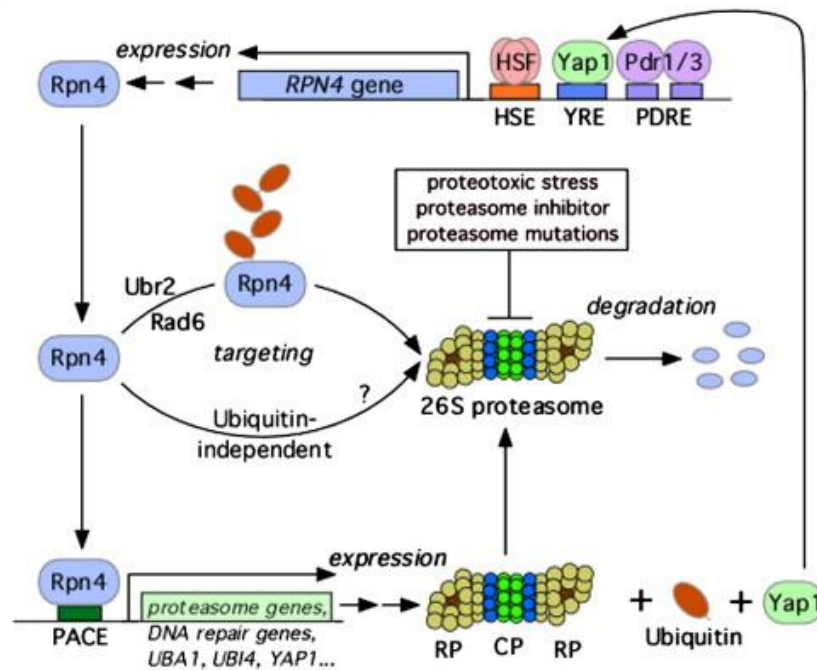 expression
Rpn4
RPN4 gene
HSF
Yap1
Pdr1/3
HSE
YRE
PDRE
proteotoxic stress
proteasome inhibitor
proteasome mutations
Ubr2
Rpn4
Rad6
degradation
Rpn4
targeting
?
Ubiquitin-
independent
26S proteasome
Rpn4
expression
proteasome genes,
DNA repair genes,
UBA1, UBI4, YAP1...
PACE
RP
CP
RP
+
Ubiquitin
+
Yap1